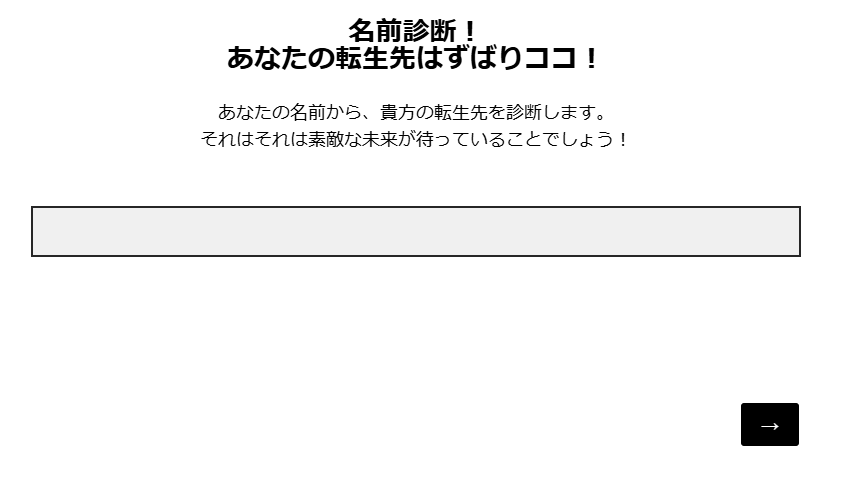 名前診断！
あなたの転生先はずばりココ！
あなたの名前から、貴方の転生先を診断します。
それはそれは素敵な未来が待っていることでしょう！
→